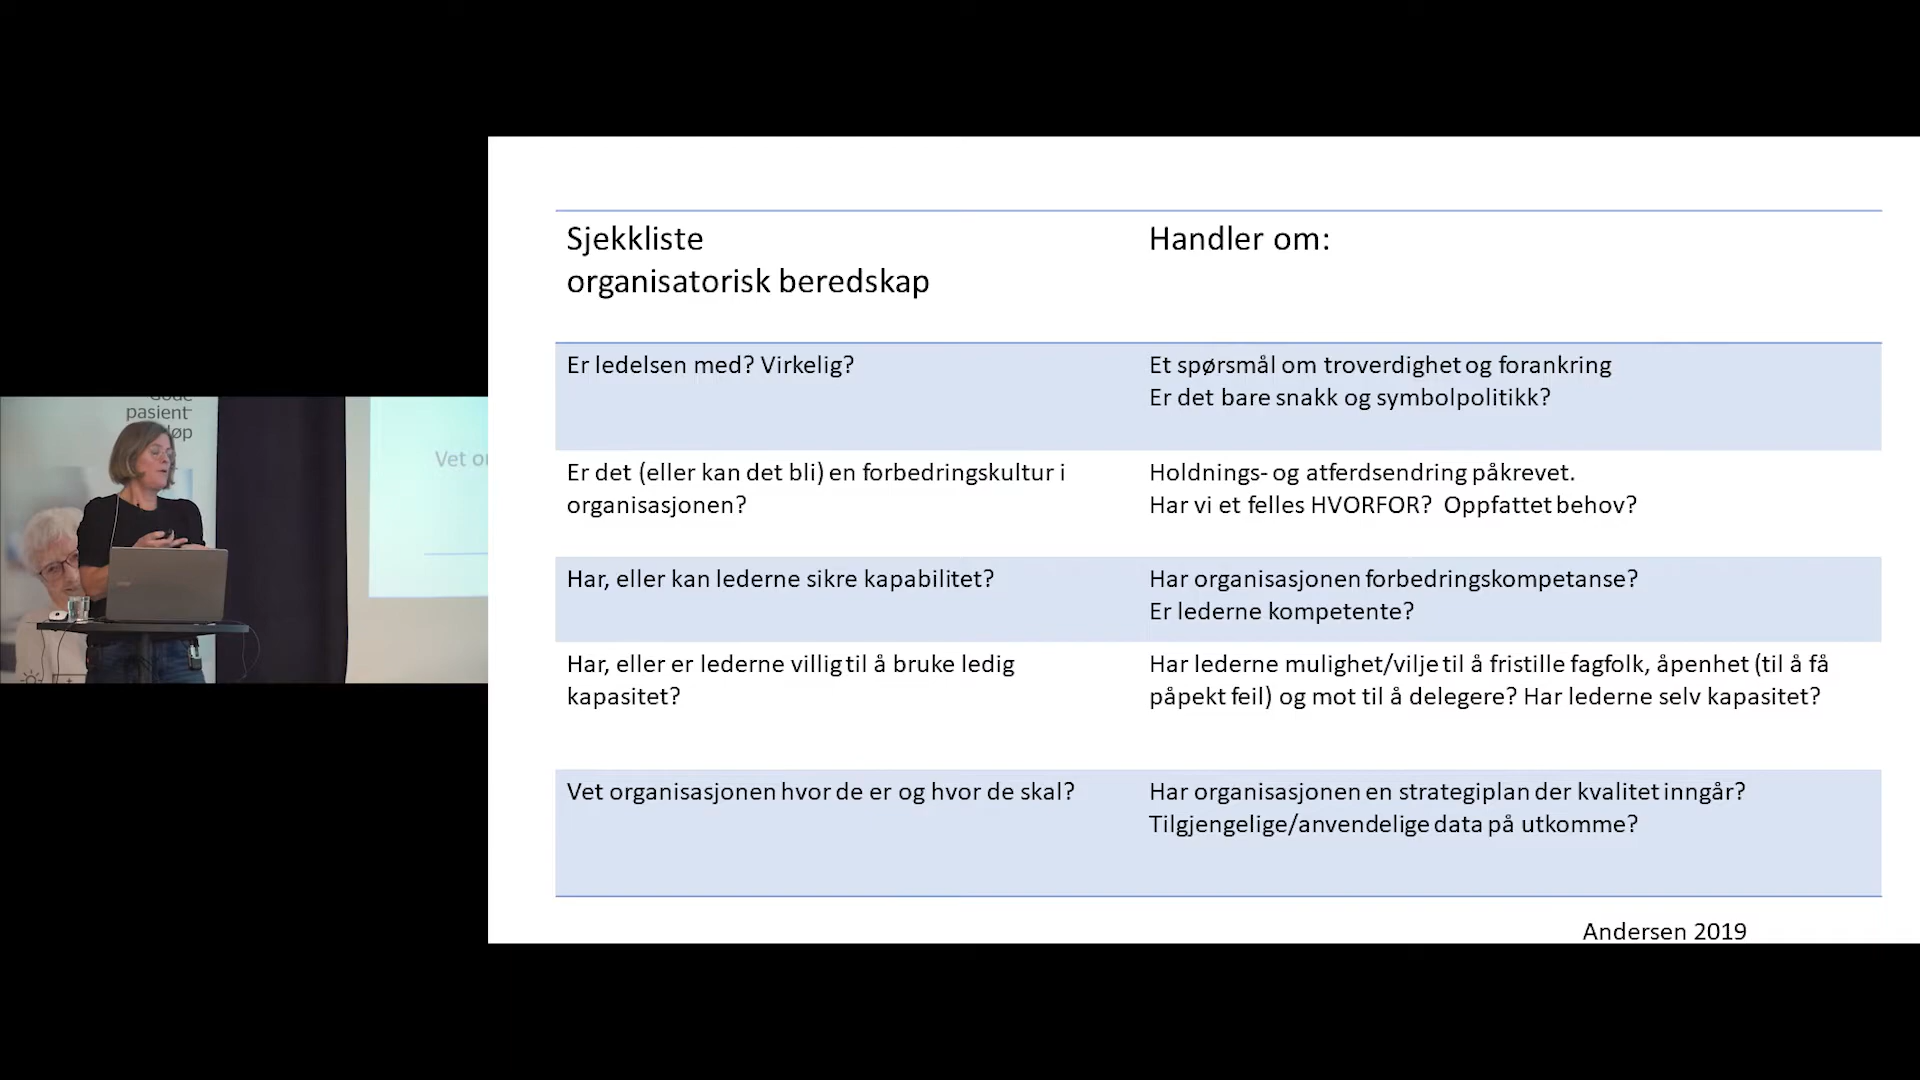 Gode
pasient-
løp
Vet
Sjekkliste
organisatorisk beredskap
Handler om:
Er ledelsen med? Virkelig?
Et spørsmål om troverdighet og forankring
Er det bare snakk og symbolpolitikk?
Er det (eller kan det bli) en forbedringskultur i
organisasjonen?
Holdnings- og atferdsendring påkrevet.
Har vi et felles HVORFOR? Oppfattet behov?
Har, eller kan lederne sikre kapabilitet?
Har organisasjonen forbedringskompetanse?
Er lederne kompetente?
Har, eller er lederne villig til å bruke ledig
kapasitet?
Har lederne mulighet/vilje til å fristille fagfolk, åpenhet (til å få
påpekt feil) og mot til å delegere? Har lederne selv kapasitet?
Vet organisasjonen hvor de er og hvor de skal?
Har organisasjonen en strategiplan der kvalitet inngår?
Tilgjengelige/anvendelige data på utkomme?
Andersen 2019